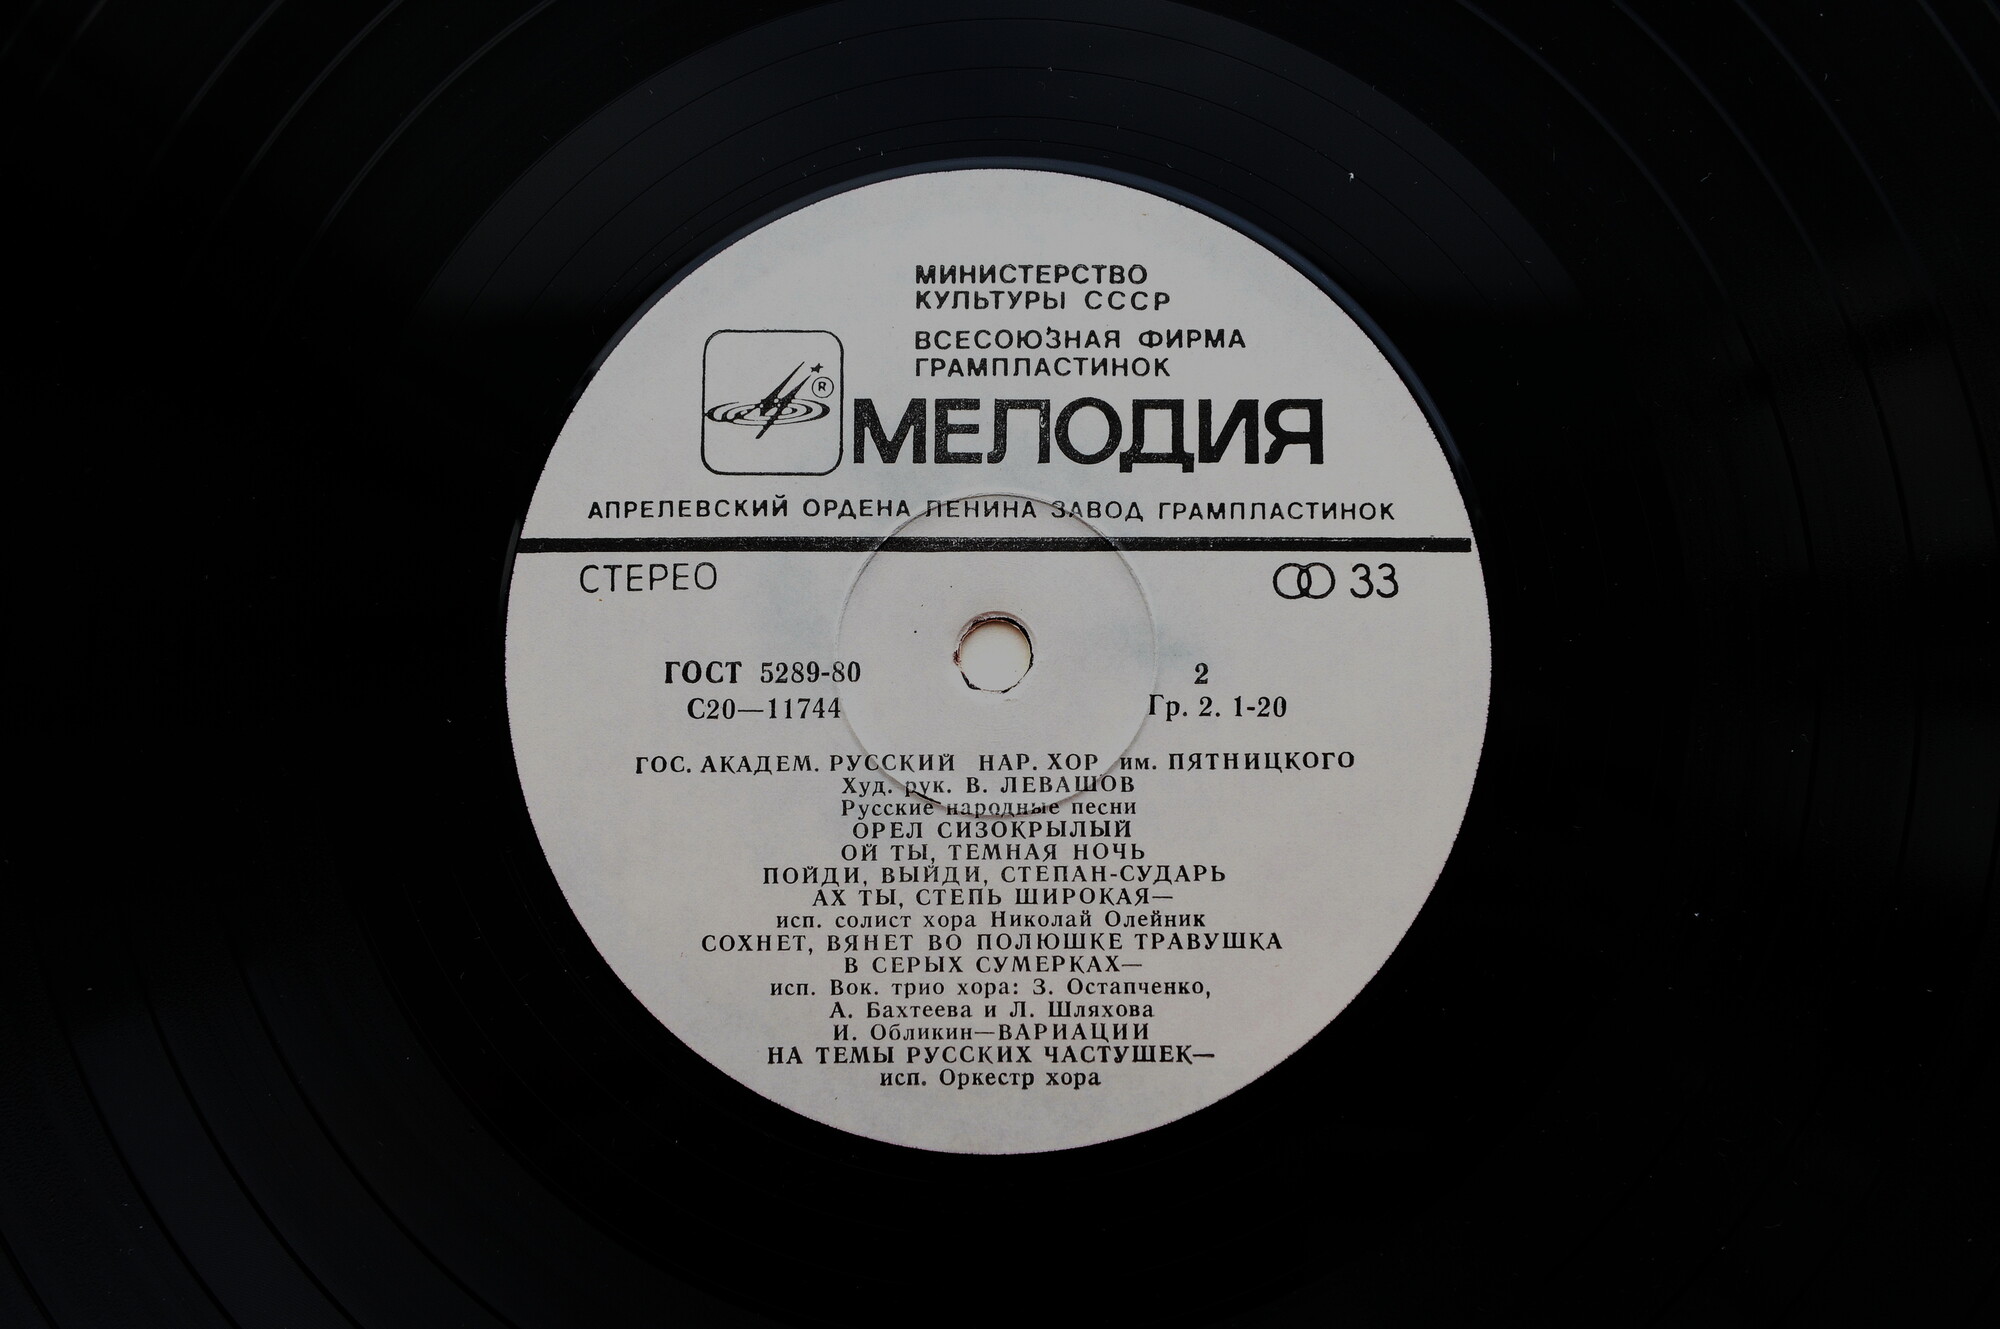 МИНИСТЕРСТВО
КУЛЬТУРЫ СССР
ВСЕСОЮЗНАЯ ФИРМА
ГРАМПЛАСТИНОК
®
МЕЛОДИЯ
АПРЕЛЕВСКИЙ ОРДЕНА ЛЕНИНА ЗАВОД ГРАМПЛАСТИНОК
СТЕРЕО 33
ГОСТ 5289-80 2
С20—11744 Гр. 2. 1-20
ГОС. АКАДЕМ. РУССКИЙ НАР. ХОР им. ПЯТНИЦКОГО
Худ. рук. В. ЛЕВАШОВ
Русские народные песни
ОРЕЛ СИЗОКРЫЛЫЙ
ОЙ ТЫ, ТЕМНАЯ НОЧЬ
ПОЙДИ, ВЫЙДИ, СТЕПАН-СУДАРЬ
АХ ТЫ, СТЕПЬ ШИРОКАЯ—
исп. солист хора Николай Олейник
СОХНЕТ, ВЯНЕТ ВО ПОЛЮШКЕ ТРАВУШКА
В СЕРЫХ СУМЕРКАХ—
исп. Вок. трио хора: З. Остапченко,
А. Бахтеева и Л. Шляхова
И. Обликин—ВАРИАЦИИ
НА ТЕМЫ РУССКИХ ЧАСТУШЕК—
исп. Оркестр хора